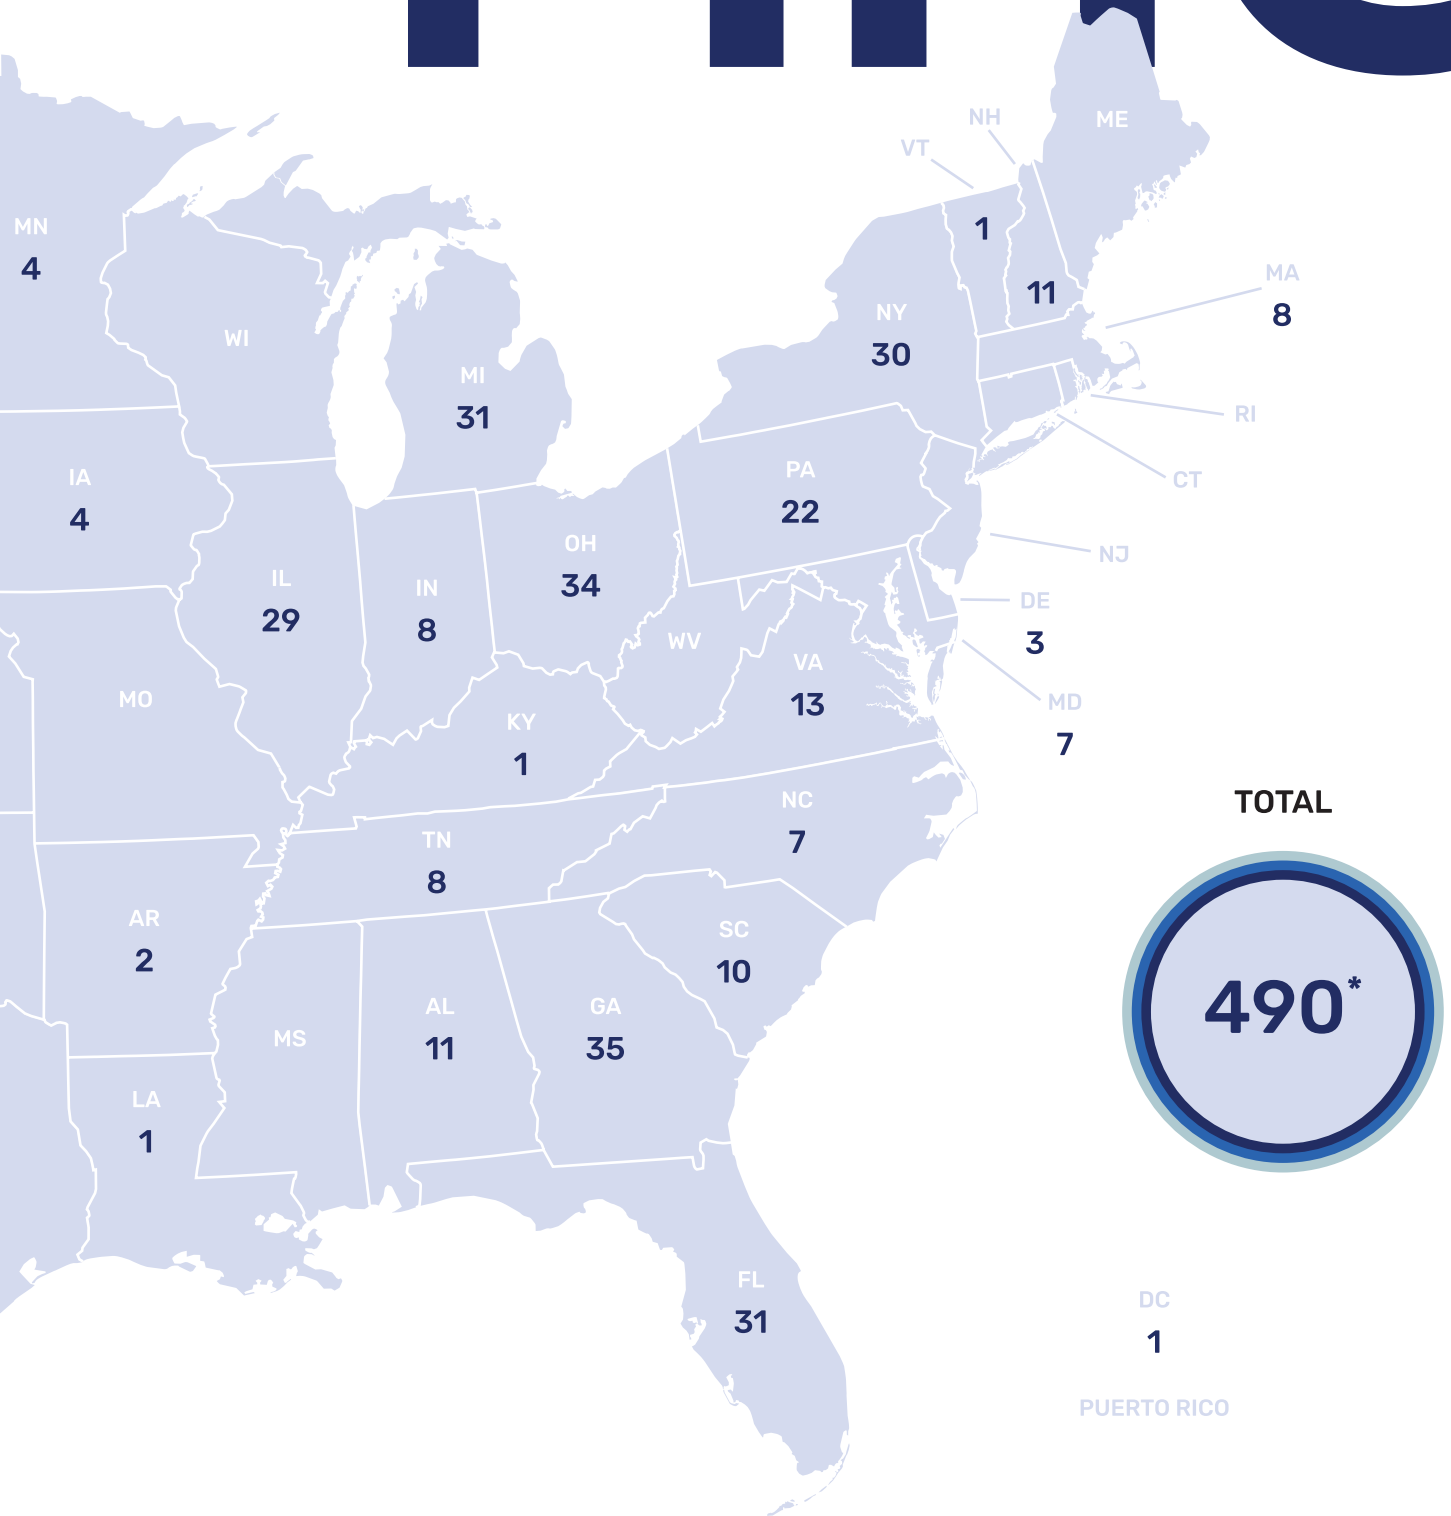 NH
ME
VT
MN
4
1
MA
8
11
NY
30
WI
MI
31
RI
IA
4
PA
22
CT
OH
34
NJ
IL
29
IN
8
DE
3
WV
VA
13
MO
MD
7
KY
1
NC
7
TOTAL
TN
8
AR
2
SC
10
490*
AL
11
GA
35
MS
LA
1
FL
31
DC
1
PUERTO RICO